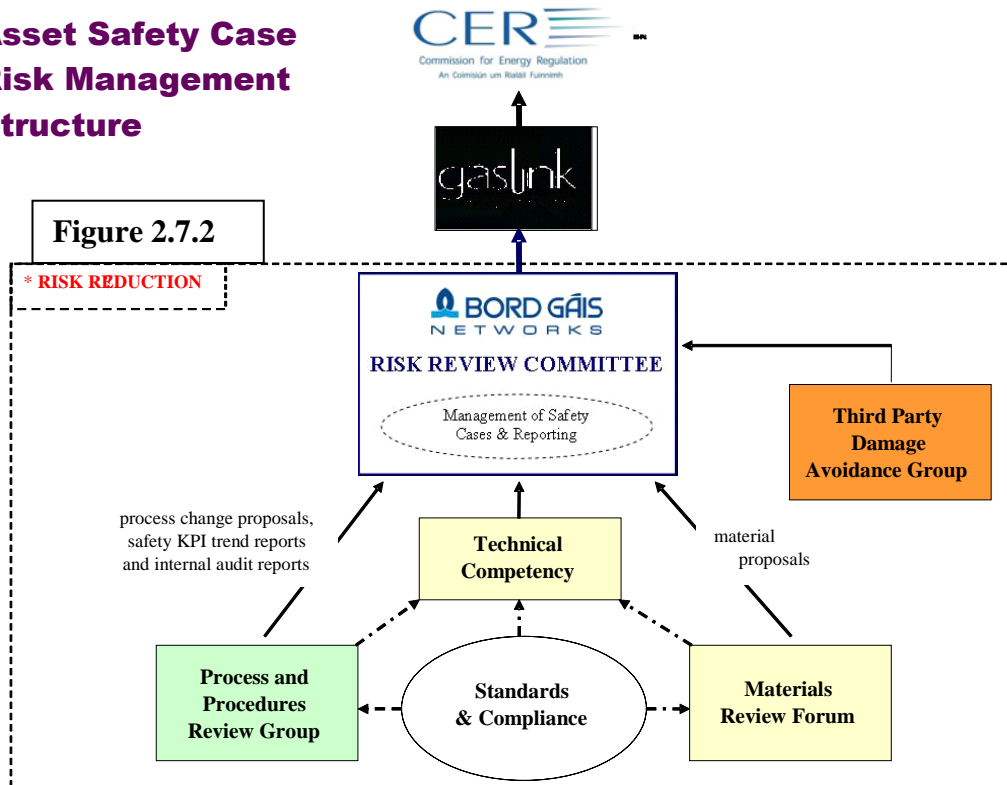 Asset Safety Case
Risk Management
Structure
CER
Commission for Energy Regulation
An Coimisiún um Rialáil Fuinnimh
gaslink
Figure 2.7.2
* RISK REDUCTION
BORD GÁIS
NETWORKS
RISK REVIEW COMMITTEE
Management of Safety
Cases & Reporting
Third Party
Damage
Avoidance Group
process change proposals,
safety KPI trend reports
and internal audit reports
Technical
Competency
material
proposals
Process and
Procedures
Review Group
Standards
& Compliance
Materials
Review Forum